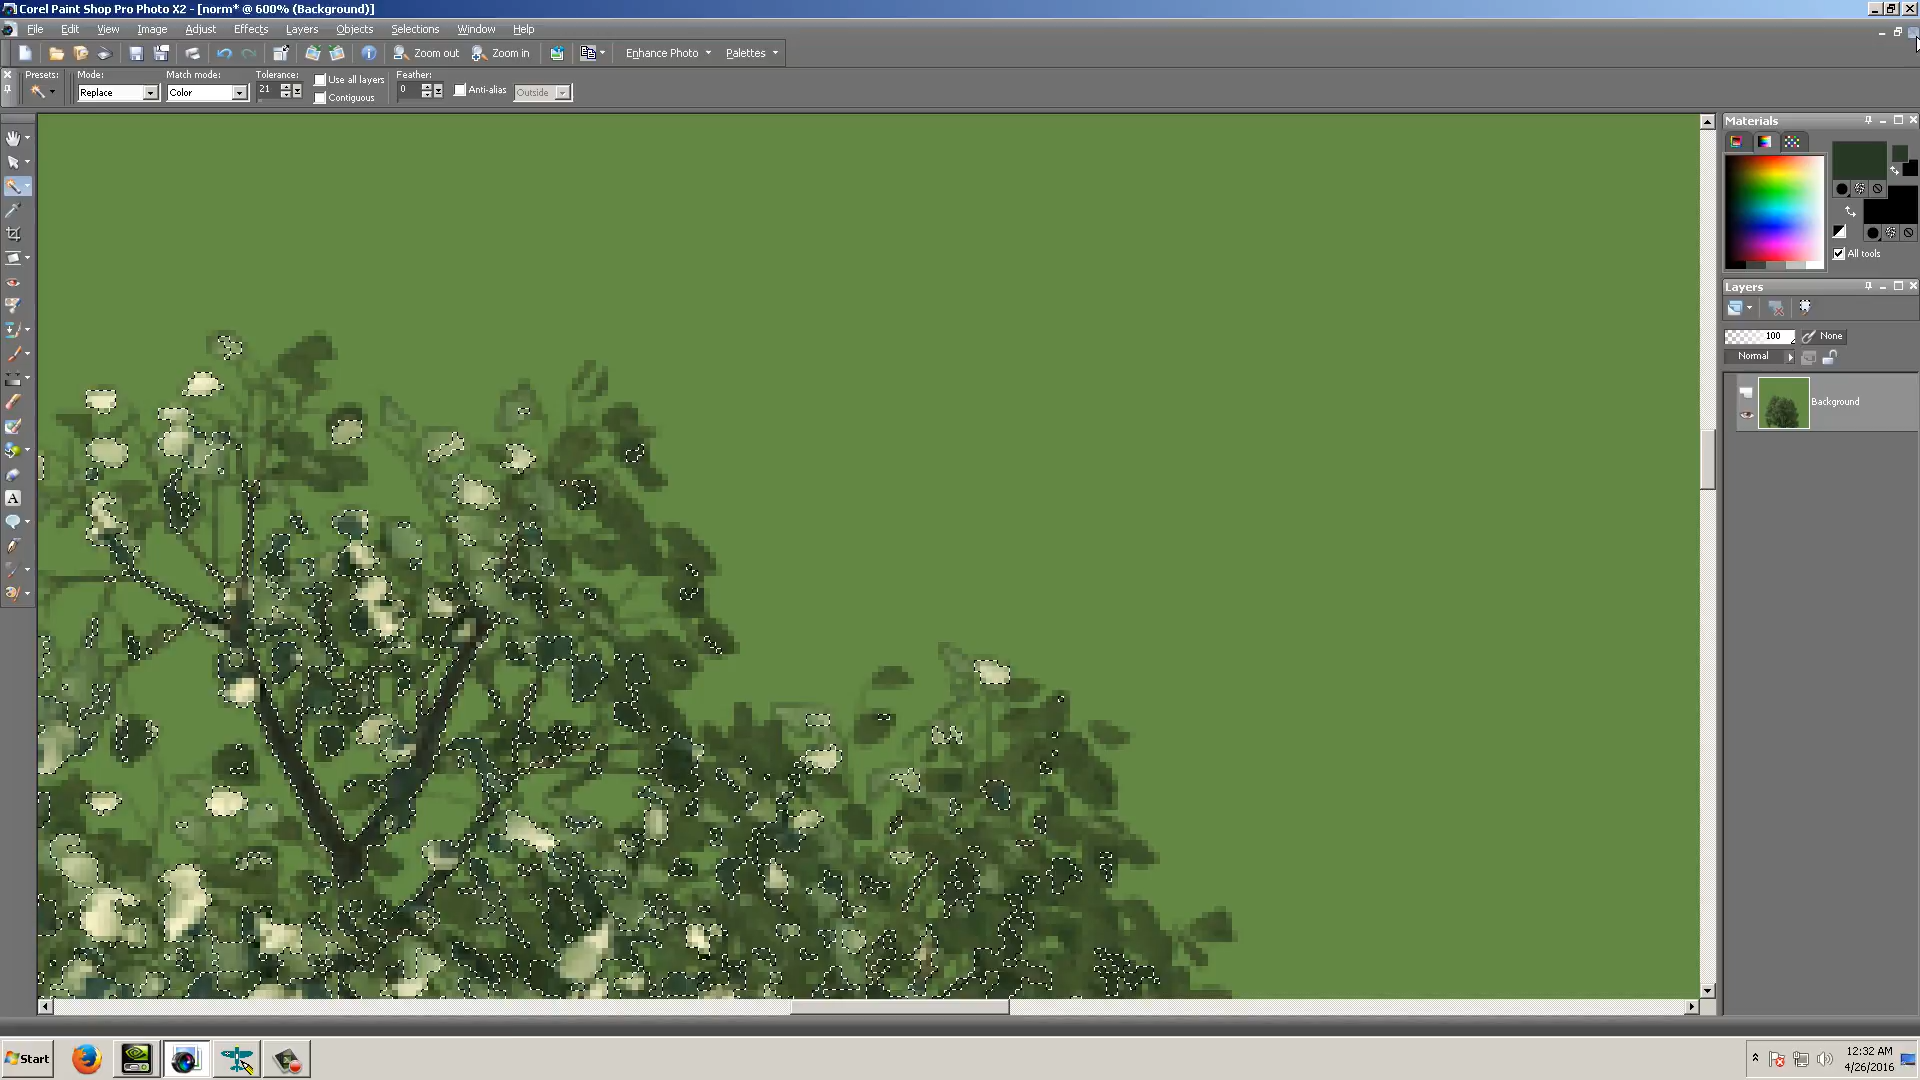 Corel Paint Shop Pro Photo X2 - [norm* @ 600% (Background)]
File Edit View Image Adjust Effects Layers Objects Selections Window Help
Zoom out Zoom in Enhance Photo Palettes
Presets: Mode: Match mode: Tolerance: Use all layers Feather:
Replace Color 21 Contiguous 0 Anti-alias Outside
Materials
All tools
Layers
100 None
Normal
Background
A
Start
12:32 AM
4/26/2016